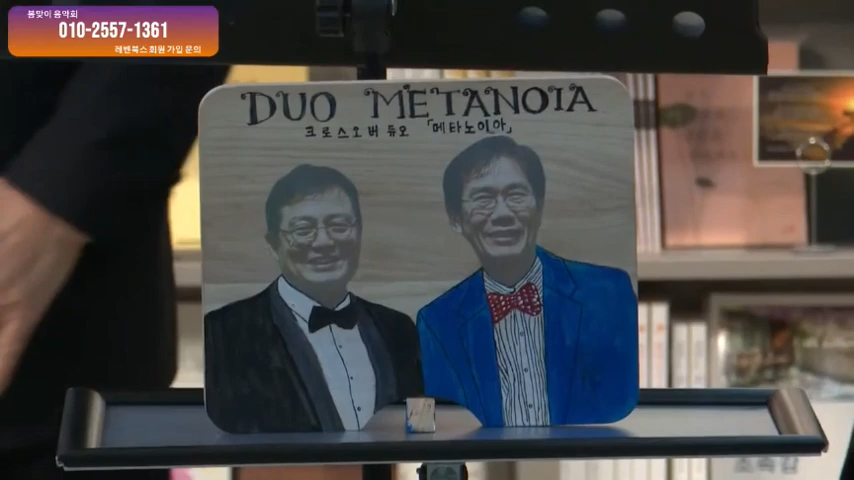 봄맞이 음악회
010-2557-1361
레벤북스 회원 가입 문의
DUO METANOIA
크로스오버 듀오 「메타노이아」